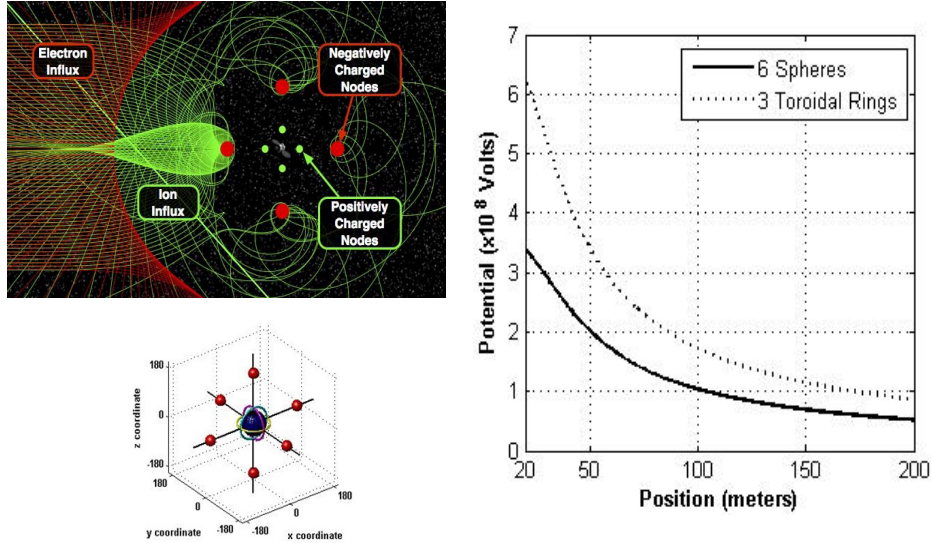 Electron
Influx
Negatively
Charged
Nodes
Ion
Influx
Positively
Charged
Nodes
180
0
-180
z coordinate
180
0
-180
y coordinate
-180
0
180
x coordinate
7
6
5
4
3
2
1
0
Potential (×10⁸ Volts)
6 Spheres
3 Toroidal Rings
20
50
100
150
200
Position (meters)